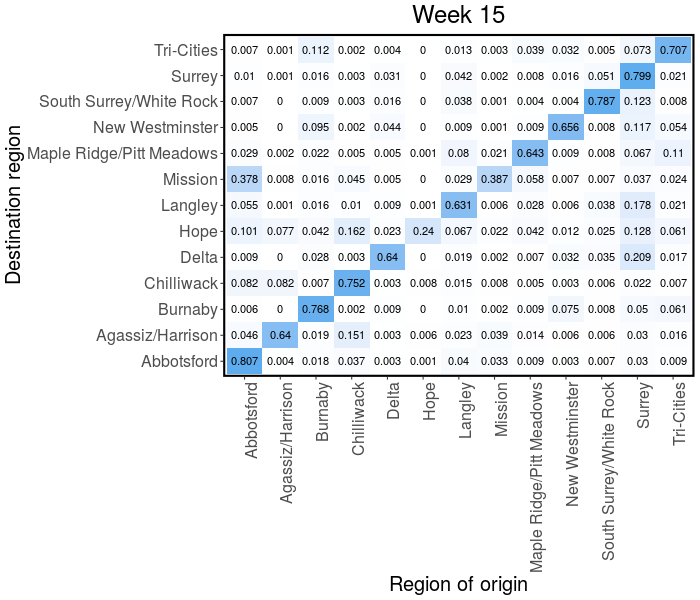 Week 15
Destination region
Tri-Cities 0.007 0.001 0.112 0.002 0.004 0 0.013 0.003 0.039 0.032 0.005 0.073 0.707
Surrey 0.01 0.001 0.016 0.003 0.031 0 0.042 0.002 0.008 0.016 0.051 0.799 0.021
South Surrey/White Rock 0.007 0 0.009 0.003 0.016 0 0.038 0.001 0.004 0.004 0.787 0.123 0.008
New Westminster 0.005 0 0.095 0.002 0.044 0 0.009 0.001 0.009 0.656 0.008 0.117 0.054
Maple Ridge/Pitt Meadows 0.029 0.002 0.022 0.005 0.005 0.001 0.08 0.021 0.643 0.009 0.008 0.067 0.11
Mission 0.378 0.008 0.016 0.045 0.005 0 0.029 0.387 0.058 0.007 0.007 0.037 0.024
Langley 0.055 0.001 0.016 0.01 0.009 0.001 0.631 0.006 0.028 0.006 0.038 0.178 0.021
Hope 0.101 0.077 0.042 0.162 0.023 0.24 0.067 0.022 0.042 0.012 0.025 0.128 0.061
Delta 0.009 0 0.028 0.003 0.64 0 0.019 0.002 0.007 0.032 0.035 0.209 0.017
Chilliwack 0.082 0.082 0.007 0.752 0.003 0.008 0.015 0.008 0.005 0.003 0.006 0.022 0.007
Burnaby 0.006 0 0.768 0.002 0.009 0 0.01 0.002 0.009 0.075 0.008 0.05 0.061
Agassiz/Harrison 0.046 0.64 0.019 0.151 0.003 0.006 0.023 0.039 0.014 0.006 0.006 0.03 0.016
Abbotsford 0.807 0.004 0.018 0.037 0.003 0.001 0.04 0.033 0.009 0.003 0.007 0.03 0.009
Abbotsford
Agassiz/Harrison
Burnaby
Chilliwack
Delta
Hope
Langley
Mission
Maple Ridge/Pitt Meadows
New Westminster
South Surrey/White Rock
Surrey
Tri-Cities
Region of origin